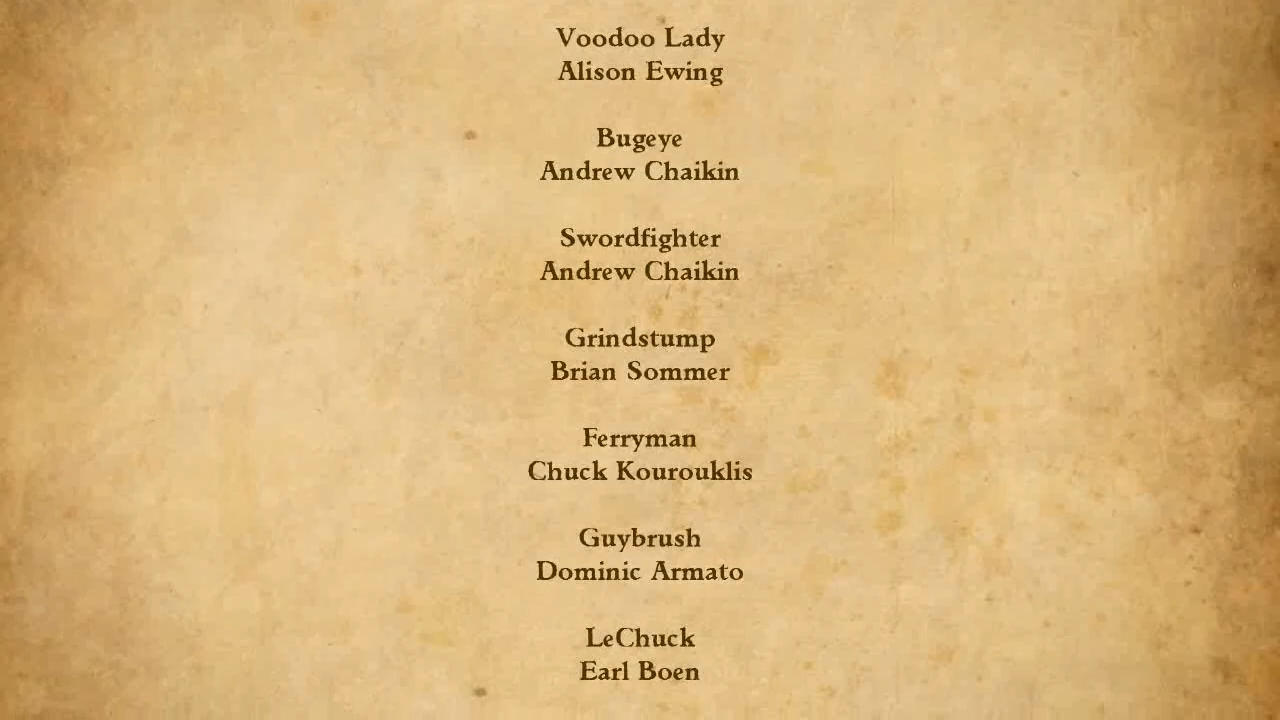 Voodoo Lady
Alison Ewing
Bugeye
Andrew Chaikin
Swordfighter
Andrew Chaikin
Grindstump
Brian Sommer
Ferryman
Chuck Kourouklis
Guybrush
Dominic Armato
LeChuck
Earl Boen